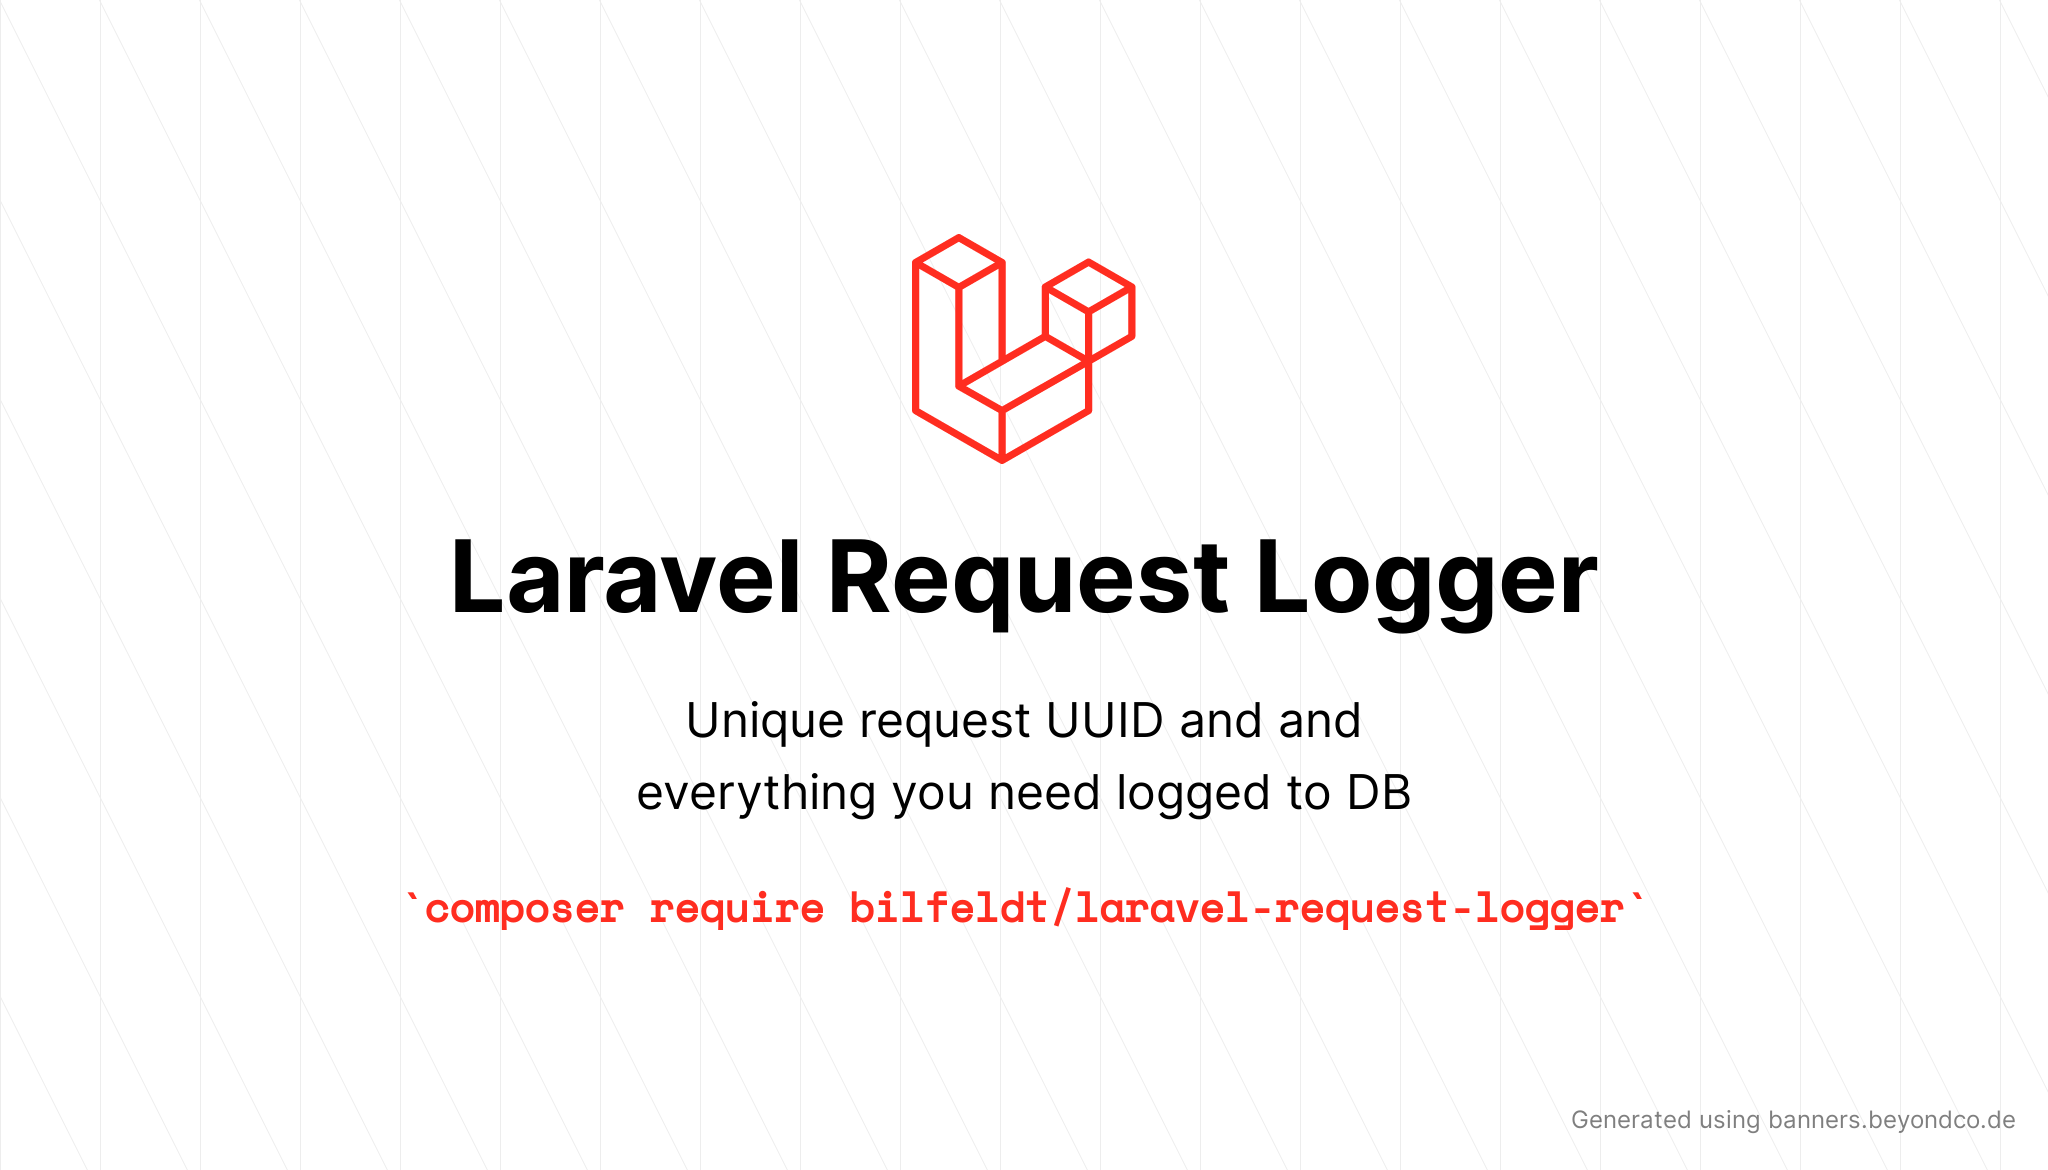 Laravel Request Logger
Unique request UUID and and
everything you need logged to DB
`composer require bilfeldt/laravel-request-logger`
Generated using banners.beyondco.de